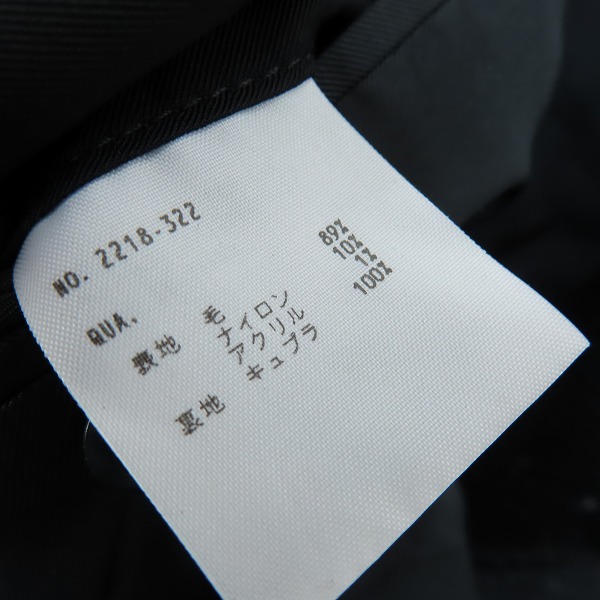 NO. 2218-322
QUA.
表地 毛 89%
ナイロン 10%
アクリル 1%
裏地 キュプラ 100%